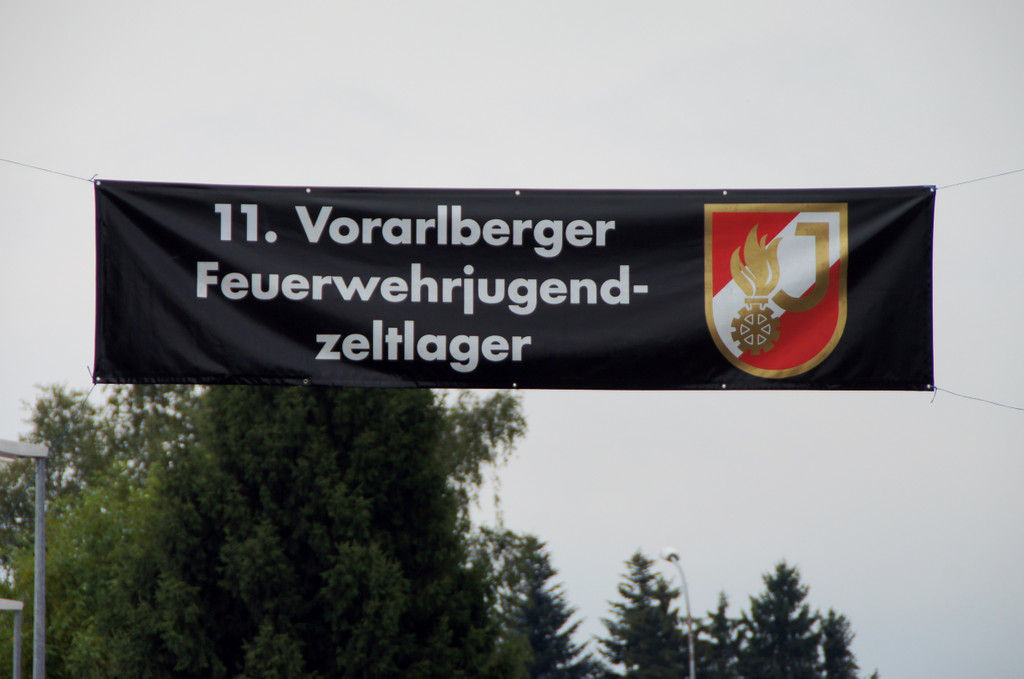 11. Vorarlberger
Feuerwehrjugend-
zeltlager
J